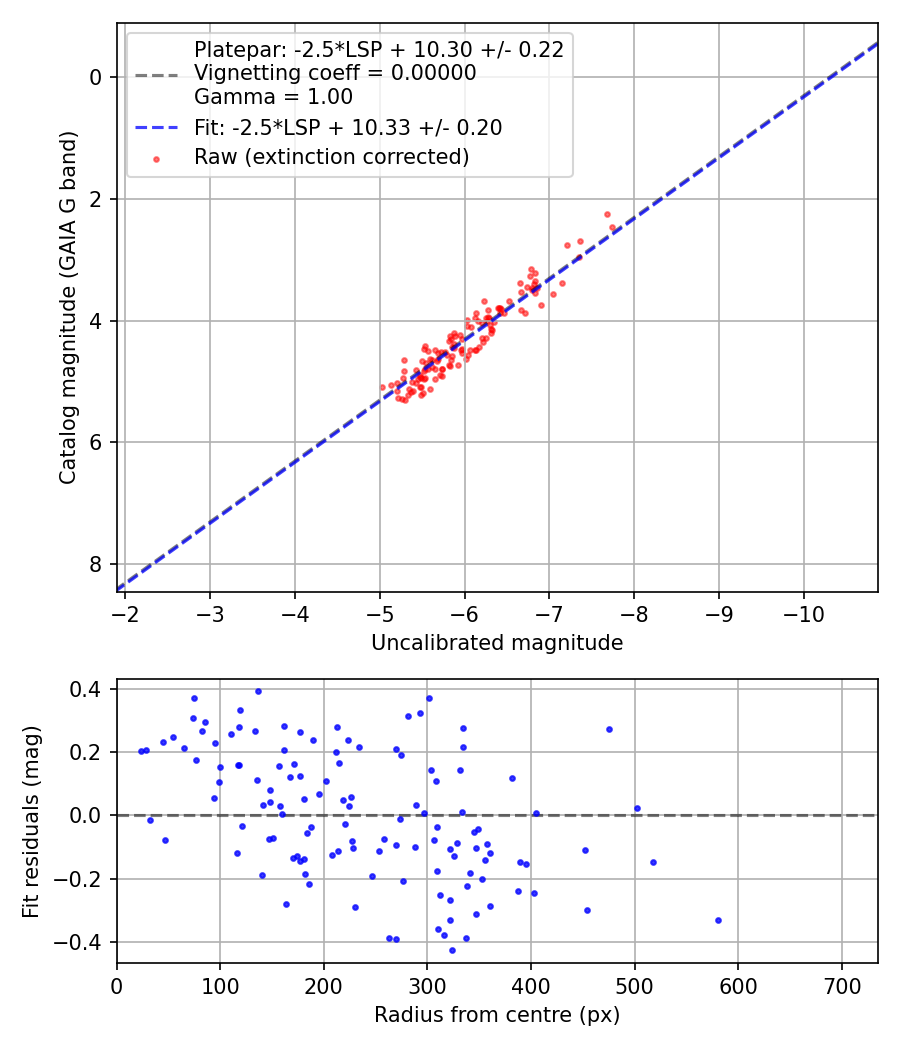 Platepar: -2.5*LSP + 10.30 +/- 0.22
Vignetting coeff = 0.00000
Gamma = 1.00
Fit: -2.5*LSP + 10.33 +/- 0.20
Raw (extinction corrected)
Catalog magnitude (GAIA G band)
0
2
4
6
8
−2 −3 −4 −5 −6 −7 −8 −9 −10
Uncalibrated magnitude
Fit residuals (mag)
0.4
0.2
0.0
−0.2
−0.4
0 100 200 300 400 500 600 700
Radius from centre (px)